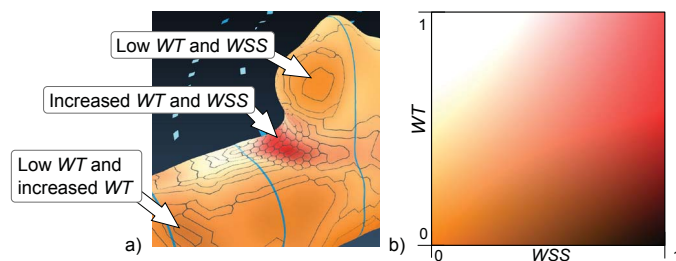 Low WT and WSS
Increased WT and WSS
Low WT and
increased WT
a)
b)
1
WT
0
0
WSS